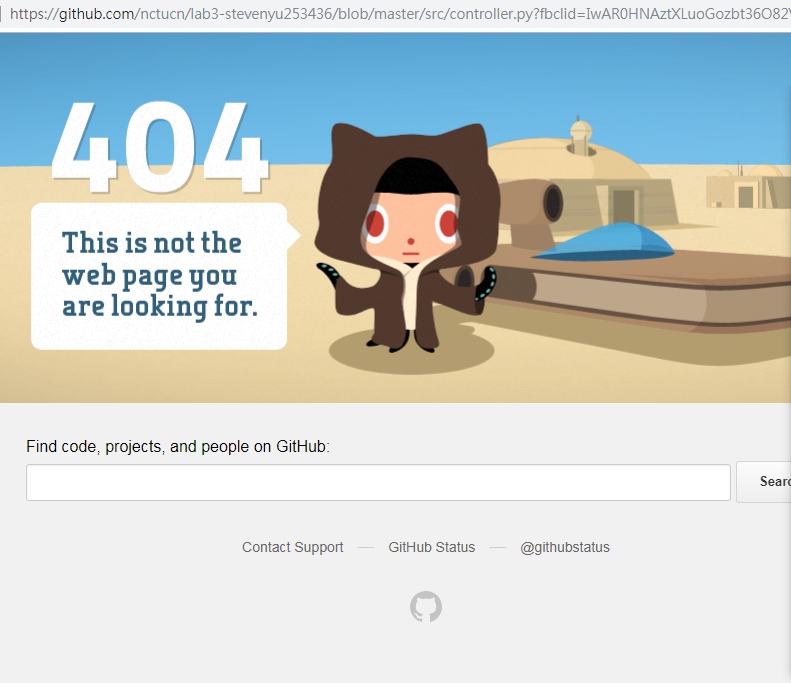 https://github.com/nctucn/lab3-stevenyu253436/blob/master/src/controller.py?fbclid=IwAR0HNAztXLuoGozbt36O82
404
This is not the
web page you
are looking for.
Find code, projects, and people on GitHub:
Searc
Contact Support — GitHub Status — @githubstatus